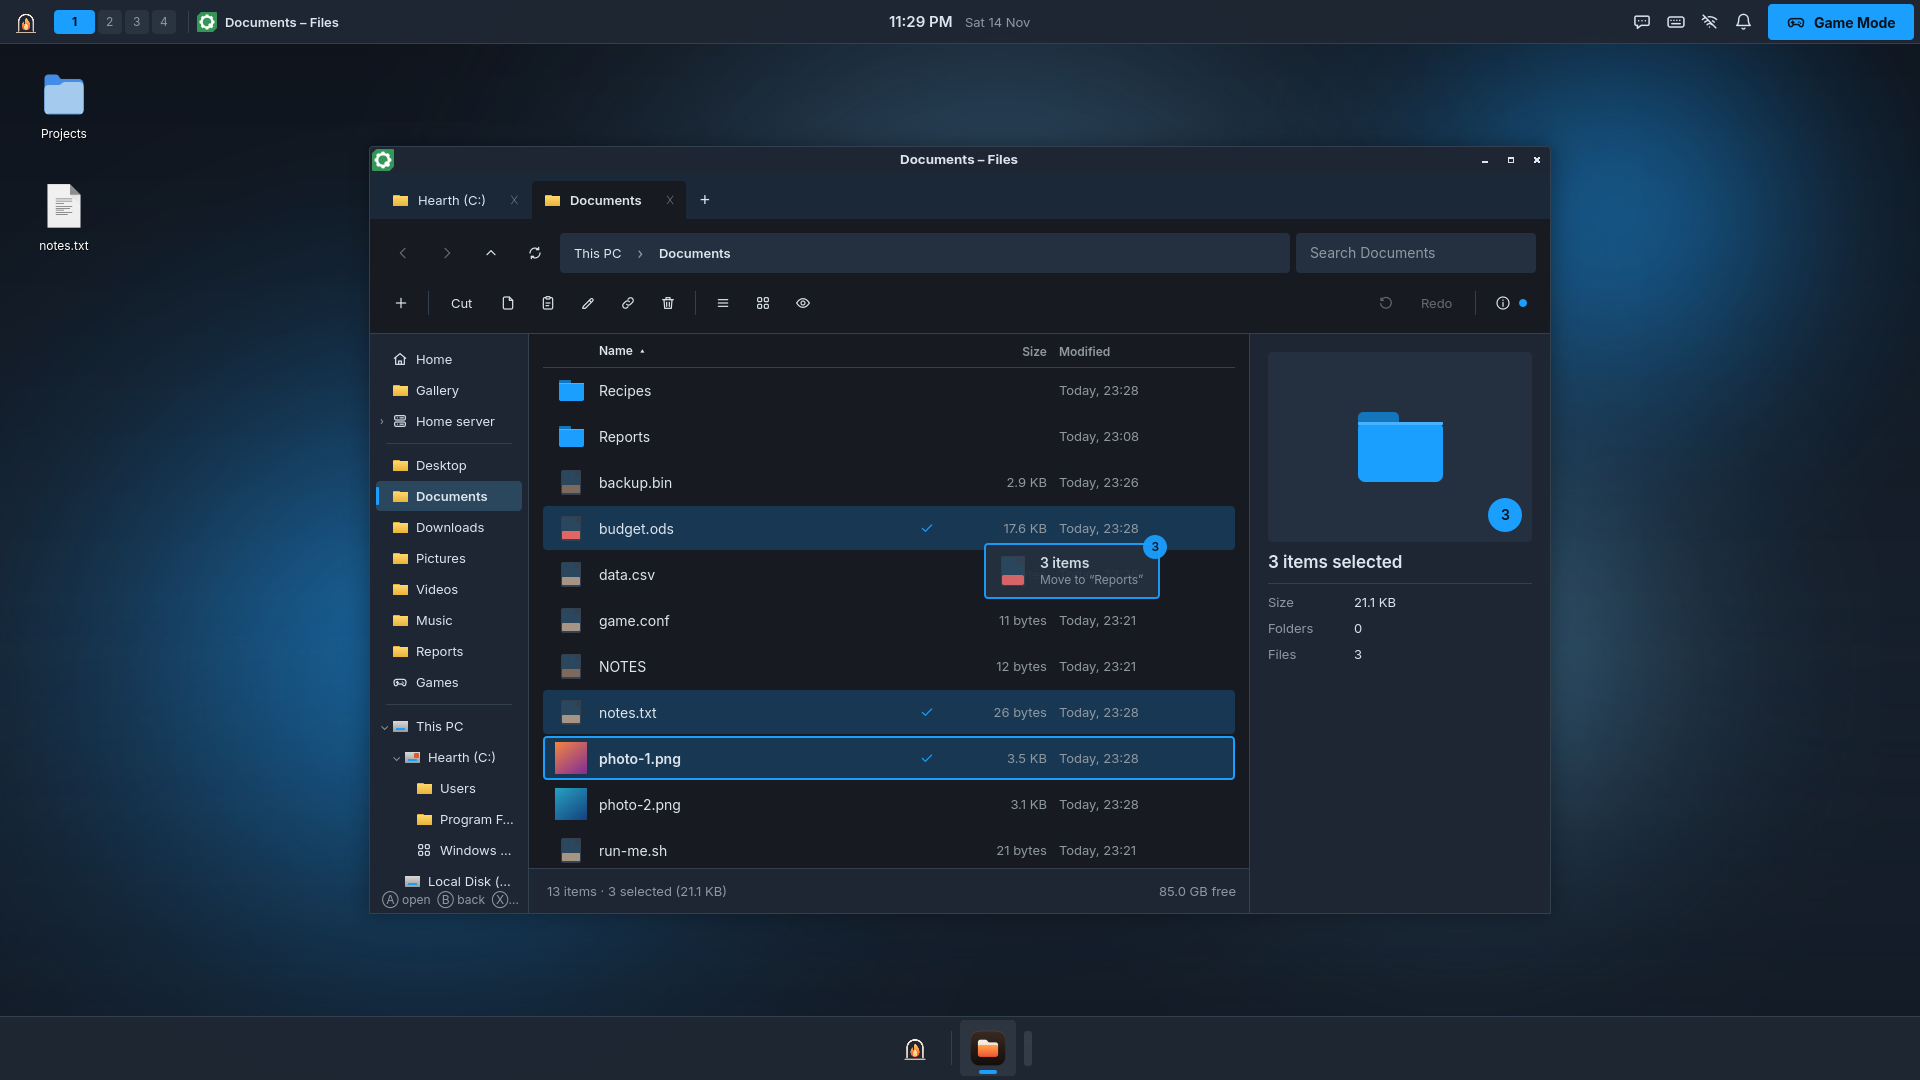 1 2 3 4 Documents – Files 11:29 PM Sat 14 Nov Game Mode
Projects
notes.txt
Documents – Files
Hearth (C:) X Documents X +
This PC › Documents Search Documents
Cut Redo
Home
Gallery
Home server
Desktop
Documents
Downloads
Pictures
Videos
Music
Reports
Games
This PC
Hearth (C:)
Users
Program F...
Windows ...
Local Disk (...
A open B back X...
Name Size Modified
Recipes Today, 23:28
Reports Today, 23:08
backup.bin 2.9 KB Today, 23:26
budget.ods 17.6 KB Today, 23:28
data.csv
3 items 3
Move to “Reports”
game.conf 11 bytes Today, 23:21
NOTES 12 bytes Today, 23:21
notes.txt 26 bytes Today, 23:28
photo-1.png 3.5 KB Today, 23:28
photo-2.png 3.1 KB Today, 23:28
run-me.sh 21 bytes Today, 23:21
13 items · 3 selected (21.1 KB) 85.0 GB free
3
3 items selected
Size 21.1 KB
Folders 0
Files 3